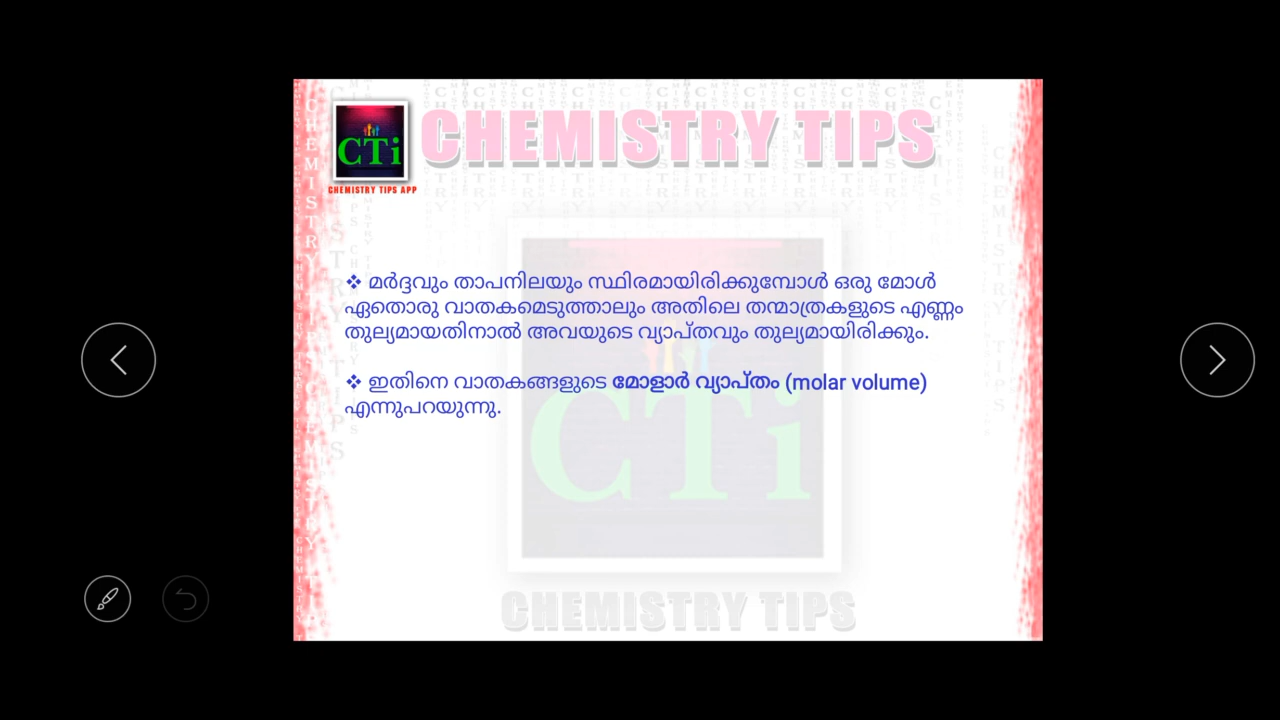 CTi
CHEMISTRY TIPS APP
CHEMISTRY TIPS
❖ മർദ്ദവും താപനിലയും സ്ഥിരമായിരിക്കുമ്പോൾ ഒരു മോൾ
ഏതൊരു വാതകമെടുത്താലും അതിലെ തന്മാത്രകളുടെ എണ്ണം
തുല്യമായതിനാൽ അവയുടെ വ്യാപ്തവും തുല്യമായിരിക്കും.
❖ ഇതിനെ വാതകങ്ങളുടെ മോളാർ വ്യാപ്തം (molar volume)
എന്നുപറയുന്നു.
CTi
CHEMISTRY TIPS